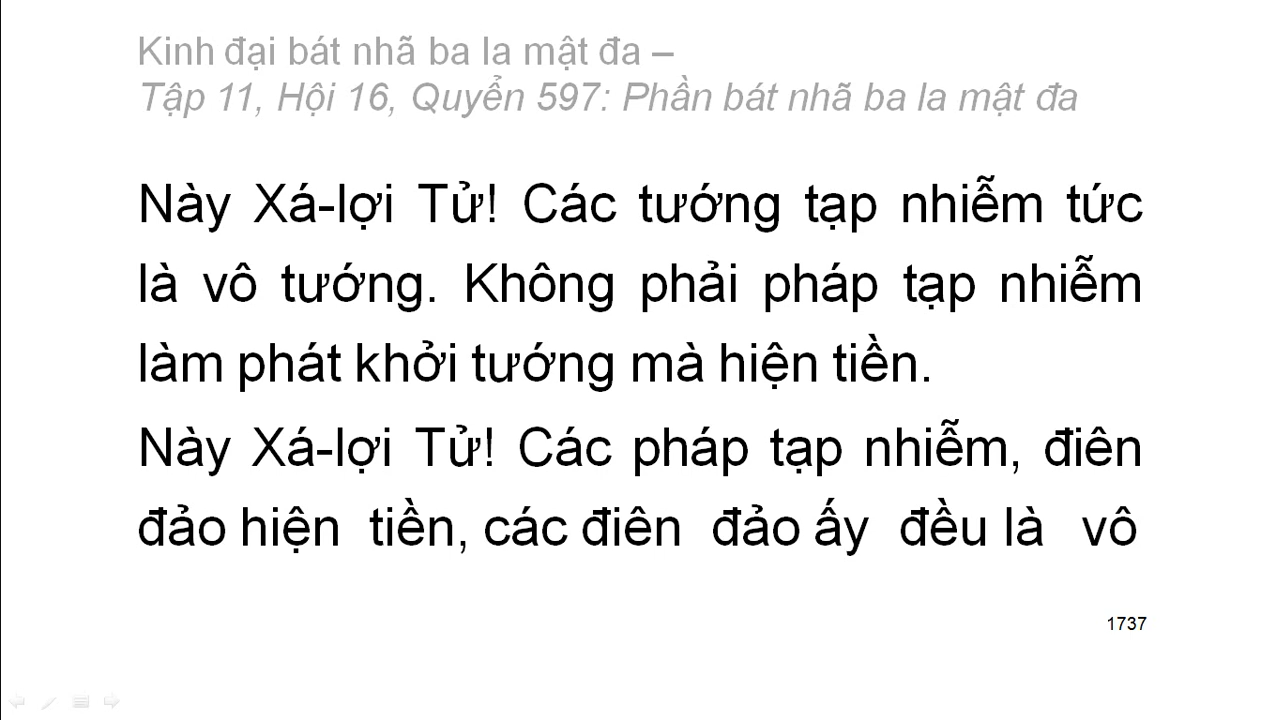 Kinh đại bát nhã ba la mật đa –
Tập 11, Hội 16, Quyển 597: Phần bát nhã ba la mật đa
Này Xá-lợi Tử! Các tướng tạp nhiễm tức
là vô tướng. Không phải pháp tạp nhiễm
làm phát khởi tướng mà hiện tiền.
Này Xá-lợi Tử! Các pháp tạp nhiễm, điên
đảo hiện tiền, các điên đảo ấy đều là vô
1737